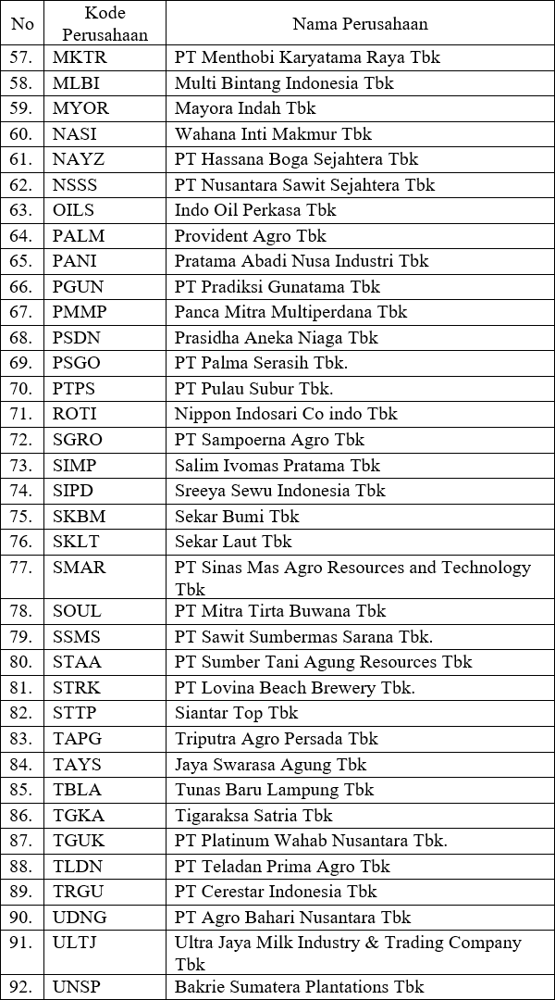 No Kode Perusahaan Nama Perusahaan
57. MKTR PT Menthobi Karyatama Raya Tbk
58. MLBI Multi Bintang Indonesia Tbk
59. MYOR Mayora Indah Tbk
60. NASI Wahana Inti Makmur Tbk
61. NAYZ PT Hassana Boga Sejahtera Tbk
62. NSSS PT Nusantara Sawit Sejahtera Tbk
63. OILS Indo Oil Perkasa Tbk
64. PALM Provident Agro Tbk
65. PANI Pratama Abadi Nusa Industri Tbk
66. PGUN PT Pradiksi Gunatama Tbk
67. PMMP Panca Mitra Multiperdana Tbk
68. PSDN Prasidha Aneka Niaga Tbk
69. PSGO PT Palma Serasih Tbk.
70. PTPS PT Pulau Subur Tbk.
71. ROTI Nippon Indosari Co indo Tbk
72. SGRO PT Sampoerna Agro Tbk
73. SIMP Salim Ivomas Pratama Tbk
74. SIPD Sreeya Sewu Indonesia Tbk
75. SKBM Sekar Bumi Tbk
76. SKLT Sekar Laut Tbk
77. SMAR PT Sinas Mas Agro Resources and Technology
Tbk
78. SOUL PT Mitra Tirta Buwana Tbk
79. SSMS PT Sawit Sumbermas Sarana Tbk.
80. STAA PT Sumber Tani Agung Resources Tbk
81. STRK PT Lovina Beach Brewery Tbk.
82. STTP Siantar Top Tbk
83. TAPG Triputra Agro Persada Tbk
84. TAYS Jaya Swarasa Agung Tbk
85. TBLA Tunas Baru Lampung Tbk
86. TGKA Tigaraksa Satria Tbk
87. TGUK PT Platinum Wahab Nusantara Tbk.
88. TLDN PT Teladan Prima Agro Tbk
89. TRGU PT Cerestar Indonesia Tbk
90. UDNG PT Agro Bahari Nusantara Tbk
91. ULTJ Ultra Jaya Milk Industry & Trading Company
Tbk
92. UNSP Bakrie Sumatera Plantations Tbk